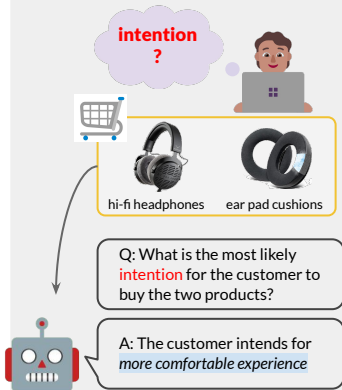 intention
?
hi-fi headphones
ear pad cushions
Q: What is the most likely
intention for the customer to
buy the two products?
A: The customer intends for
more comfortable experience